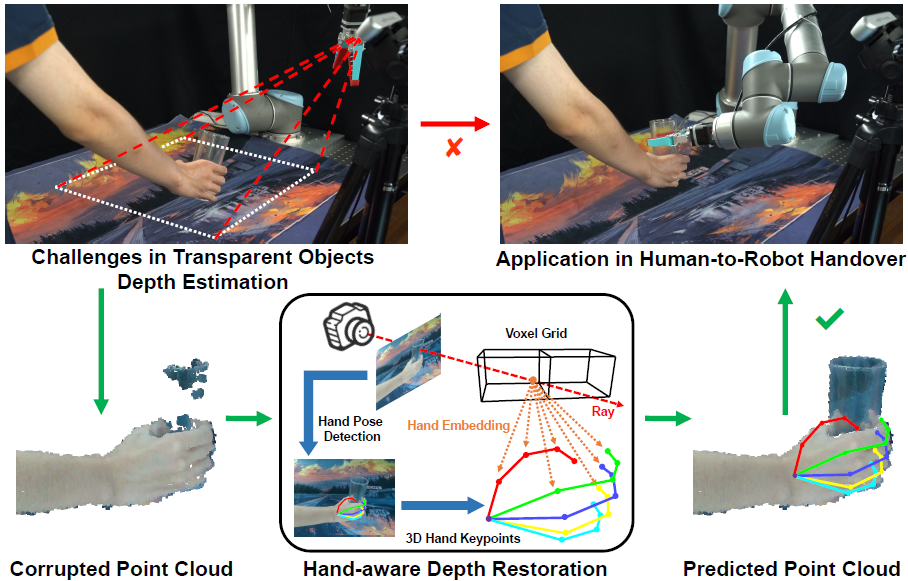 Challenges in Transparent Objects
Depth Estimation
Application in Human-to-Robot Handover
Voxel Grid
Ray
Hand Pose
Detection
Hand Embedding
3D Hand Keypoints
Corrupted Point Cloud
Hand-aware Depth Restoration
Predicted Point Cloud